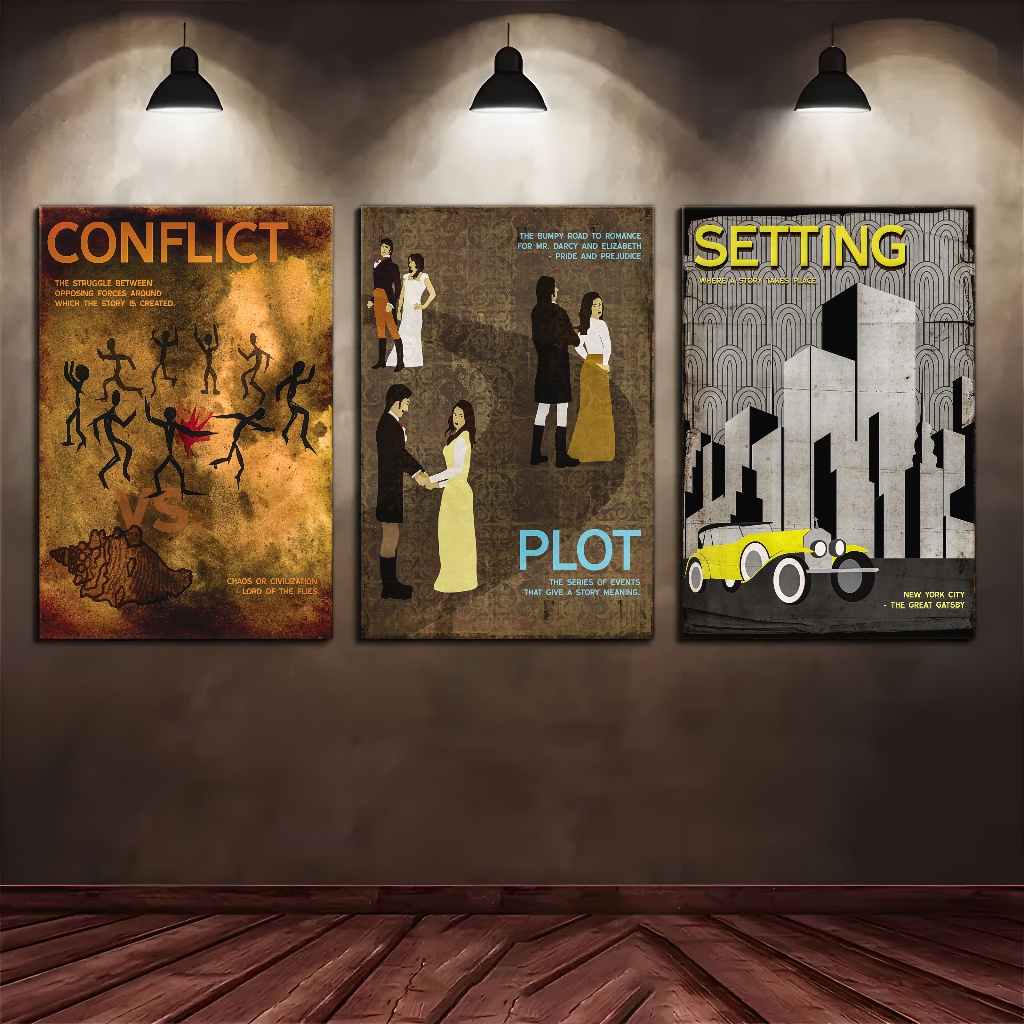 CONFLICT
THE STRUGGLE BETWEEN
OPPOSING FORCES AROUND
WHICH THE STORY IS CREATED.
VS.
CHAOS OR CIVILIZATION
- LORD OF THE FLIES
THE BUMPY ROAD TO ROMANCE
FOR MR. DARCY AND ELIZABETH
- PRIDE AND PREJUDICE
PLOT
THE SERIES OF EVENTS
THAT GIVE A STORY MEANING.
SETTING
WHERE A STORY TAKES PLACE
NEW YORK CITY
- THE GREAT GATSBY